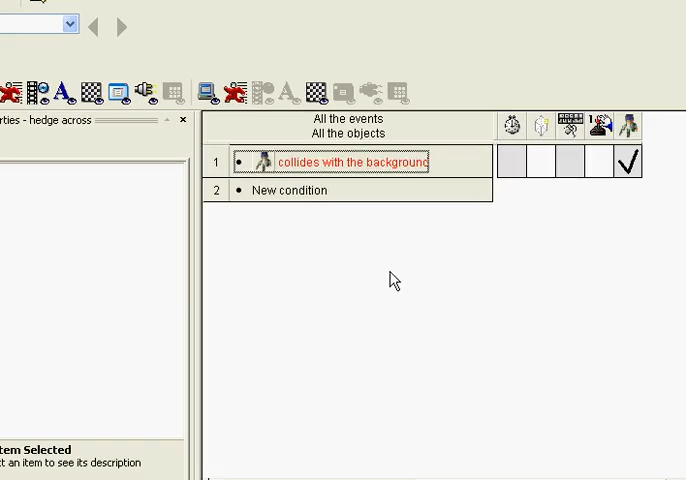 rties - hedge across
All the events
All the objects
1 collides with the background
2 New condition
tem Selected
ct an item to see its description